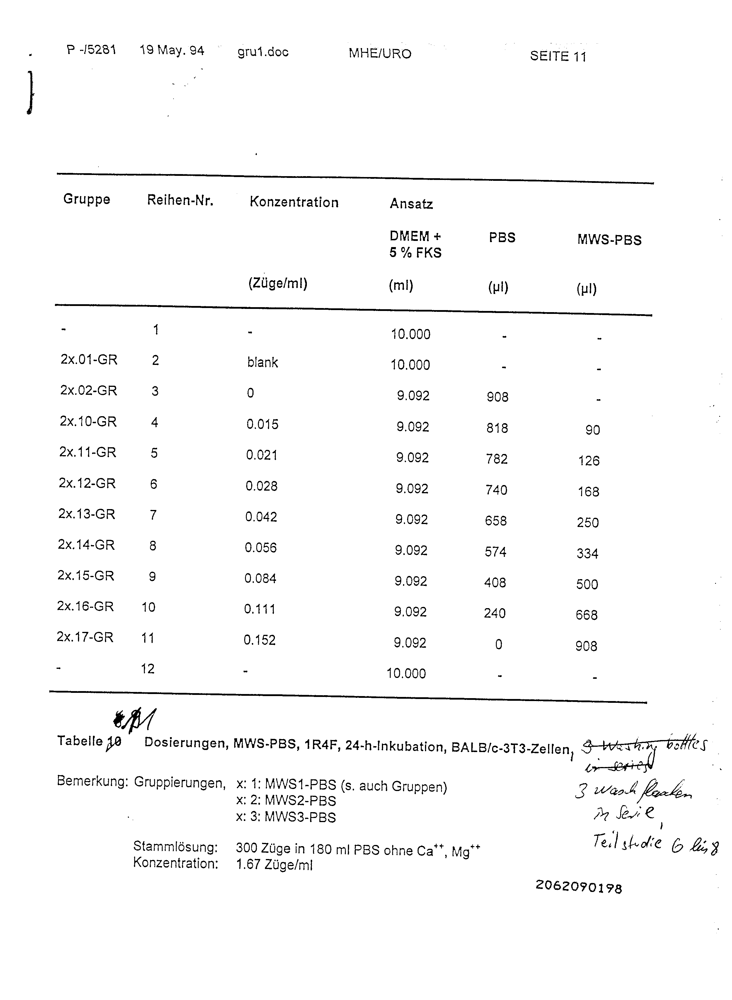 P -/5281 19 May. 94 gru1.doc MHE/URO SEITE 11
Gruppe Reihen-Nr. Konzentration Ansatz
DMEM + PBS MWS-PBS
5 % FKS
(Züge/ml) (ml) (µl) (µl)
- 1 - 10.000 - -
2x.01-GR 2 blank 10.000 - -
2x.02-GR 3 0 9.092 908 -
2x.10-GR 4 0.015 9.092 818 90
2x.11-GR 5 0.021 9.092 782 126
2x.12-GR 6 0.028 9.092 740 168
2x.13-GR 7 0.042 9.092 658 250
2x.14-GR 8 0.056 9.092 574 334
2x.15-GR 9 0.084 9.092 408 500
2x.16-GR 10 0.111 9.092 240 668
2x.17-GR 11 0.152 9.092 0 908
- 12 - 10.000 - -
Tabelle 10 Dosierungen, MWS-PBS, 1R4F, 24-h-Inkubation, BALB/c-3T3-Zellen, 3 Washing bottles
in series
Bemerkung: Gruppierungen, x: 1: MWS1-PBS (s. auch Gruppen)
x: 2: MWS2-PBS
x: 3: MWS3-PBS
3 Waschflaschen
in Serie,
Teilstudie 6 bis 8
Stammlösung: 300 Züge in 180 ml PBS ohne Ca⁺⁺, Mg⁺⁺
Konzentration: 1.67 Züge/ml
2062090198